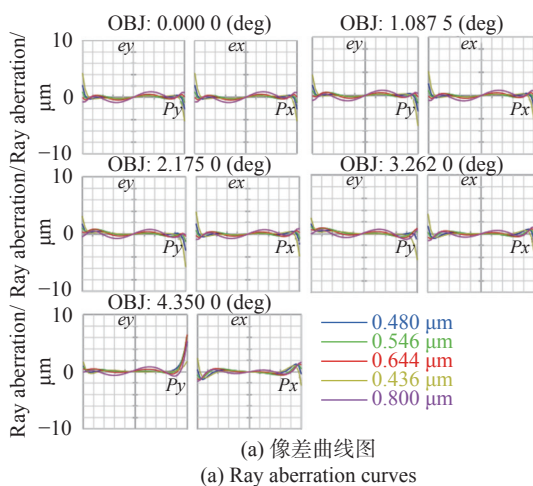 OBJ: 0.000 0 (deg)
OBJ: 1.087 5 (deg)
10
ey
ex
ey
ex
0
Py
Px
Py
Px
−10
OBJ: 2.175 0 (deg)
OBJ: 3.262 0 (deg)
10
ey
ex
ey
ex
0
Py
Px
Py
Px
−10
OBJ: 4.350 0 (deg)
10
ey
ex
0
Py
Px
−10
Ray aberration/ Ray aberration/ Ray aberration/
μm
μm
μm
0.480 μm
0.546 μm
0.644 μm
0.436 μm
0.800 μm
(a) 像差曲线图
(a) Ray aberration curves